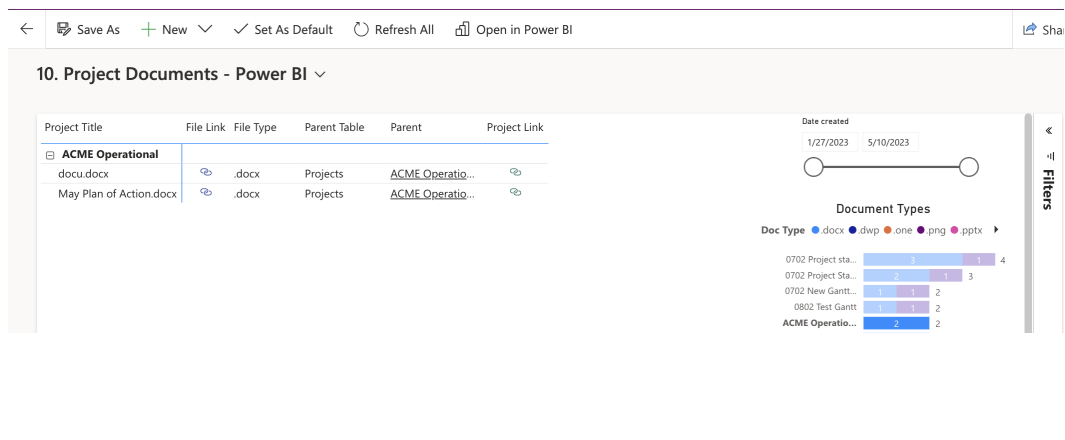 Save As New Set As Default Refresh All Open in Power BI
10. Project Documents - Power BI
Project Title File Link File Type Parent Table Parent Project Link
ACME Operational
docu.docx .docx Projects ACME Operatio...
May Plan of Action.docx .docx Projects ACME Operatio...
Date created
1/27/2023 5/10/2023
Document Types
Doc Type .docx .dwp .one .png .pptx
0702 Project sta... 3 1 4
0702 Project Sta... 2 1 3
0702 New Gantt... 1 1 2
0802 Test Gantt 1 1 2
ACME Operatio... 2 2
Filters